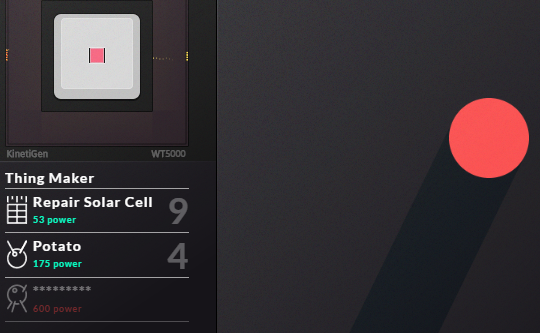 KinetiGen WT5000
Thing Maker
Repair Solar Cell 9
53 power
Potato 4
175 power
*********
600 power